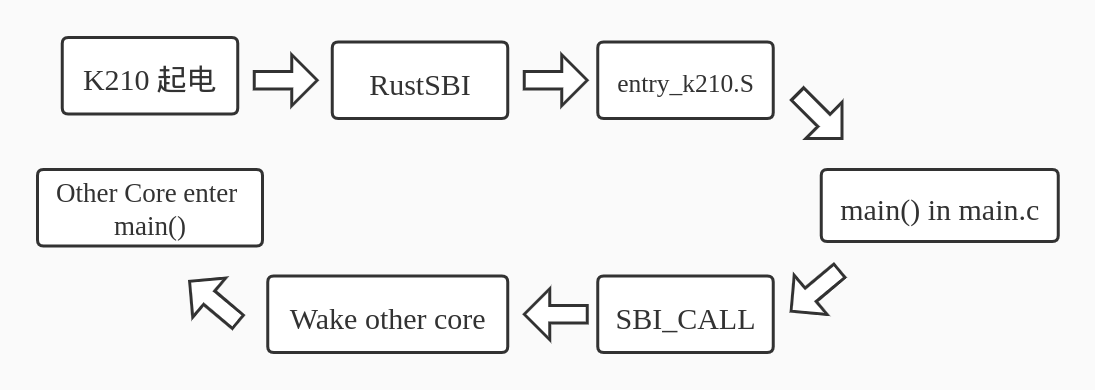 K210 起电
RustSBI
entry_k210.S
main() in main.c
SBI_CALL
Wake other core
Other Core enter
main()